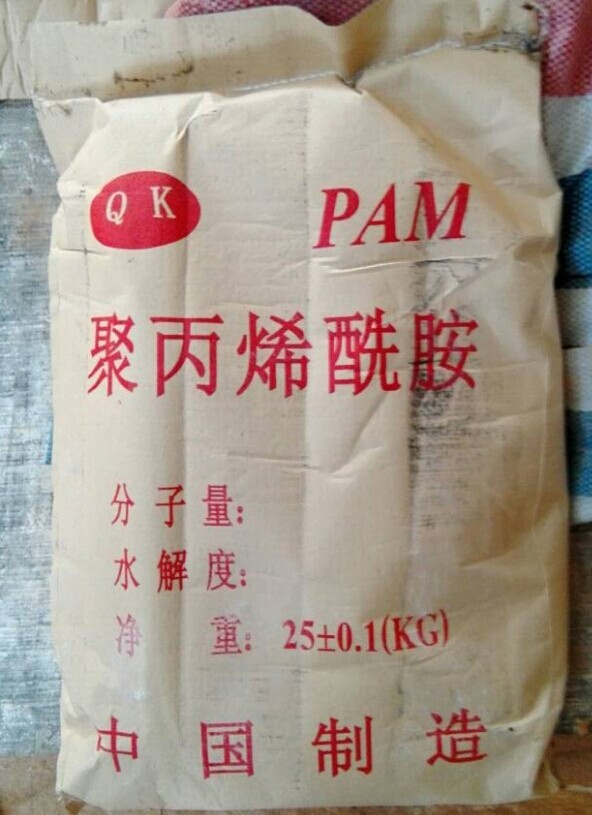 QK PAM
聚丙烯酰胺
分子量:
水解度:
净 重: 25±0.1(KG)
中国制造